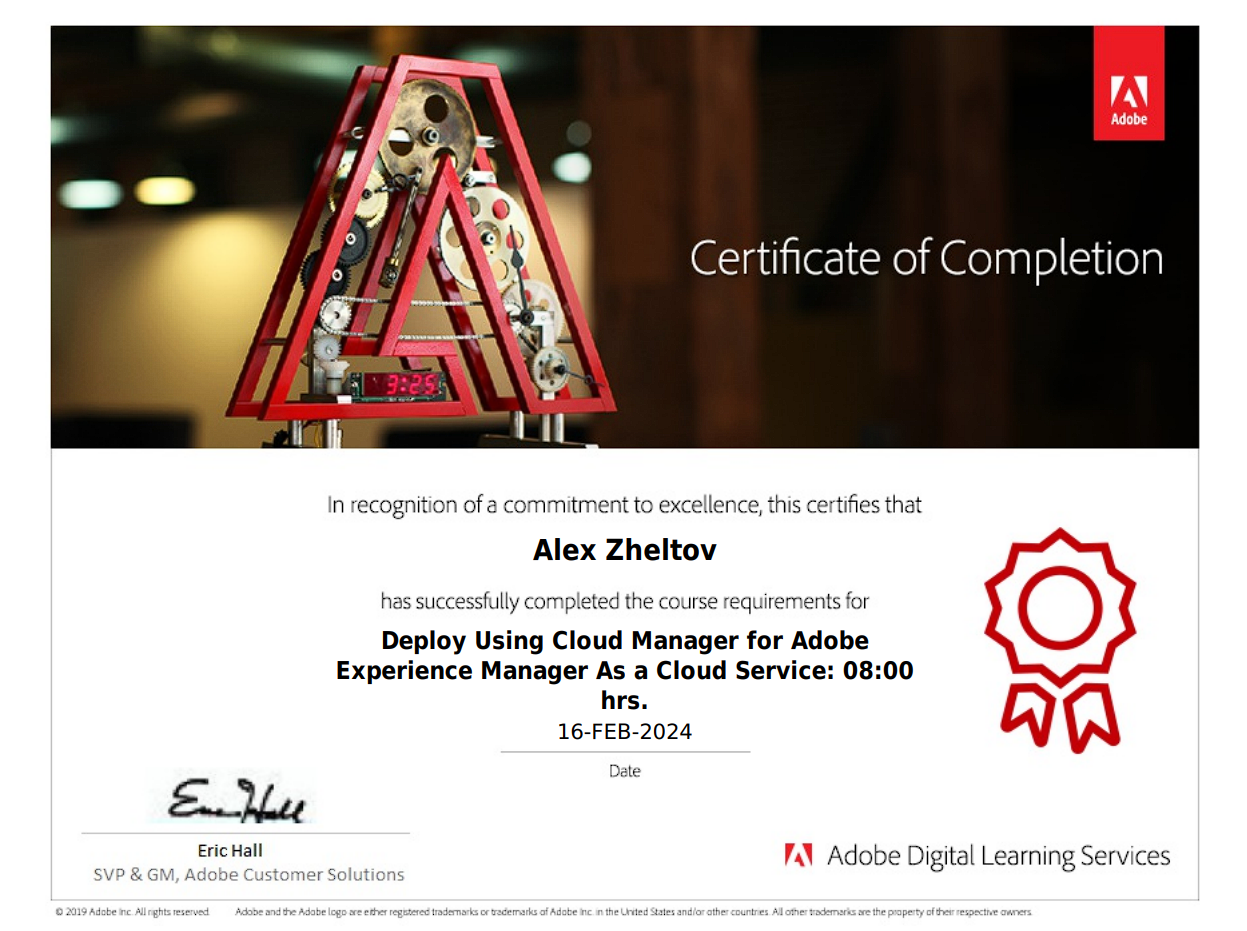 Adobe
Certificate of Completion
3:25
In recognition of a commitment to excellence, this certifies that
Alex Zheltov
has successfully completed the course requirements for
Deploy Using Cloud Manager for Adobe
Experience Manager As a Cloud Service: 08:00
hrs.
16-FEB-2024
Date
Eric Hall
Eric Hall
SVP & GM, Adobe Customer Solutions
Adobe Digital Learning Services
© 2019 Adobe Inc. All rights reserved. Adobe and the Adobe logo are either registered trademarks or trademarks of Adobe Inc. in the United States and/or other countries. All other trademarks are the property of their respective owners.